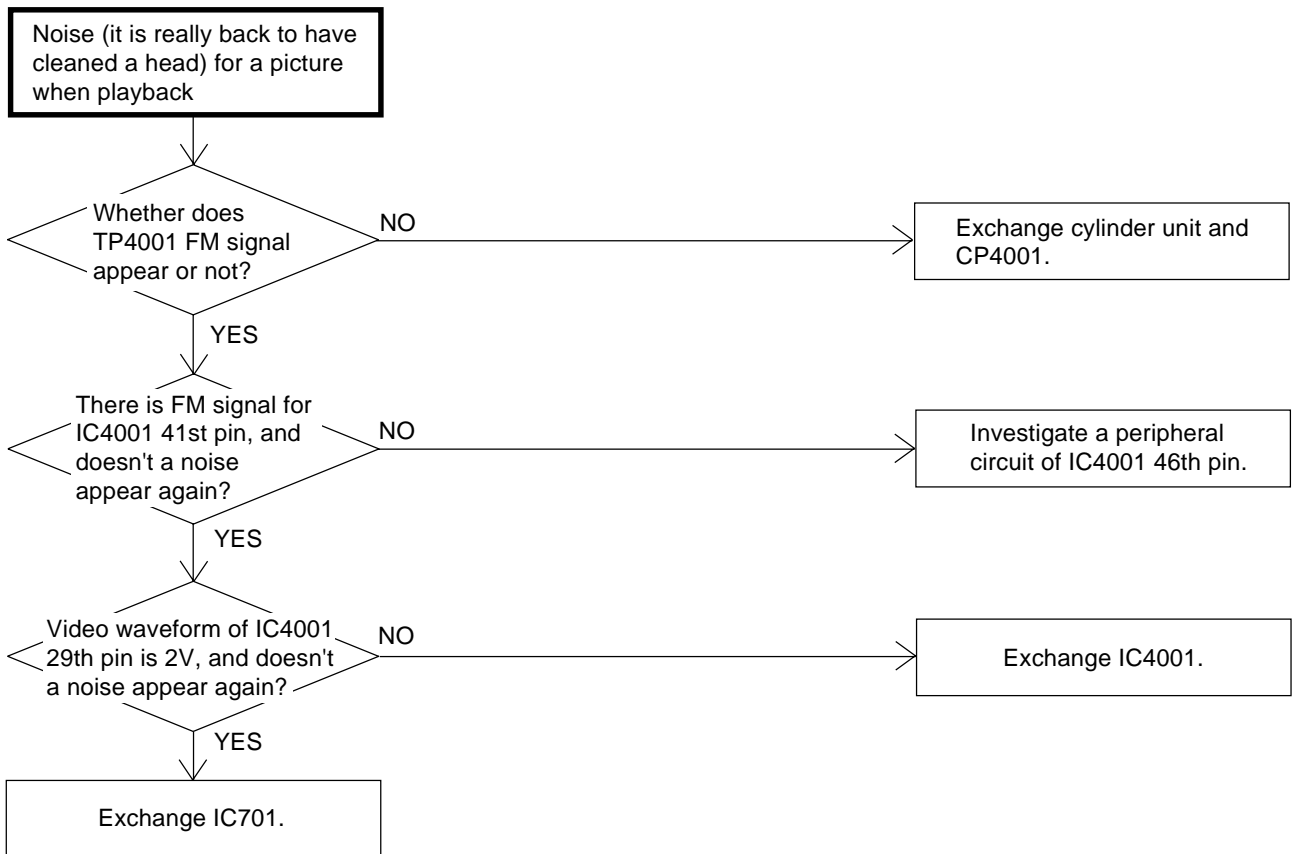 Noise (it is really back to have
cleaned a head) for a picture
when playback
Whether does
TP4001 FM signal
appear or not?
NO
Exchange cylinder unit and
CP4001.
YES
There is FM signal for
IC4001 41st pin, and
doesn't a noise
appear again?
NO
Investigate a peripheral
circuit of IC4001 46th pin.
YES
Video waveform of IC4001
29th pin is 2V, and doesn't
a noise appear again?
NO
Exchange IC4001.
YES
Exchange IC701.